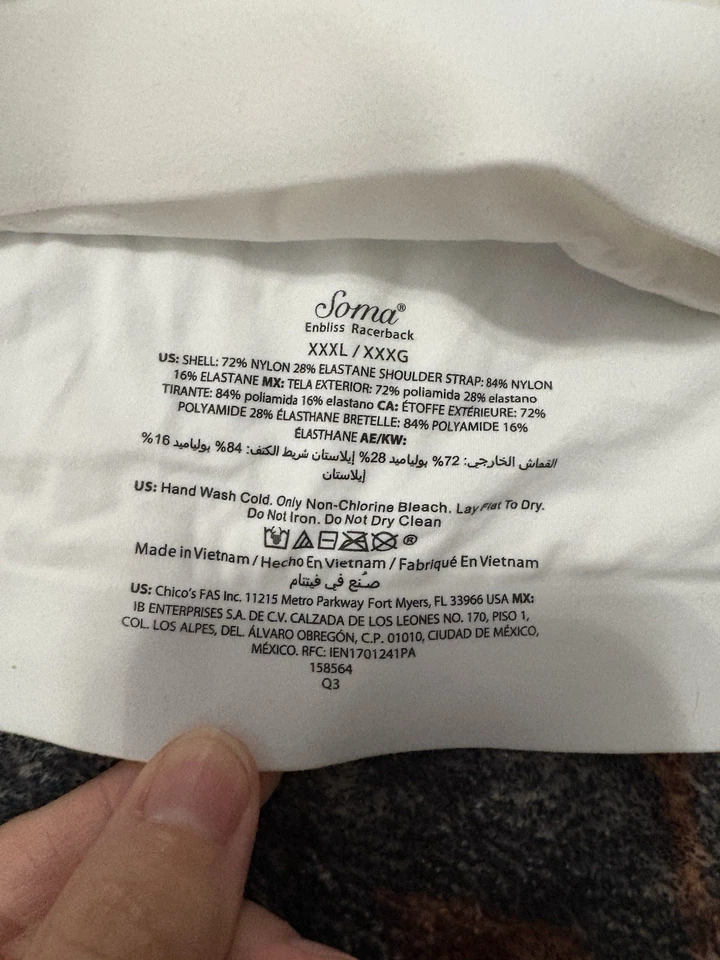 Soma®
Enbliss Racerback
XXXL / XXXG
US: SHELL: 72% NYLON 28% ELASTANE SHOULDER STRAP: 84% NYLON
16% ELASTANE MX: TELA EXTERIOR: 72% poliamida 28% elastano
TIRANTE: 84% poliamida 16% elastano CA: ÉTOFFE EXTÉRIEURE: 72%
POLYAMIDE 28% ÉLASTHANE BRETELLE: 84% POLYAMIDE 16%
ÉLASTHANE AE/KW:
القماش الخارجي: 72% بولياميد 28% إيلاستان شريط الكتف: 84% بولياميد 16%
إيلاستان
US: Hand Wash Cold. Only Non-Chlorine Bleach. Lay Flat To Dry.
Do Not Iron. Do Not Dry Clean
®
Made in Vietnam / Hecho En Vietnam / Fabriqué En Vietnam
صُنع في فيتنام
US: Chico's FAS Inc. 11215 Metro Parkway Fort Myers, FL 33966 USA MX:
IB ENTERPRISES S.A. DE C.V. CALZADA DE LOS LEONES NO. 170, PISO 1,
COL. LOS ALPES, DEL. ÁLVARO OBREGÓN, C.P. 01010, CIUDAD DE MÉXICO,
MÉXICO. RFC: IEN1701241PA
158564
Q3